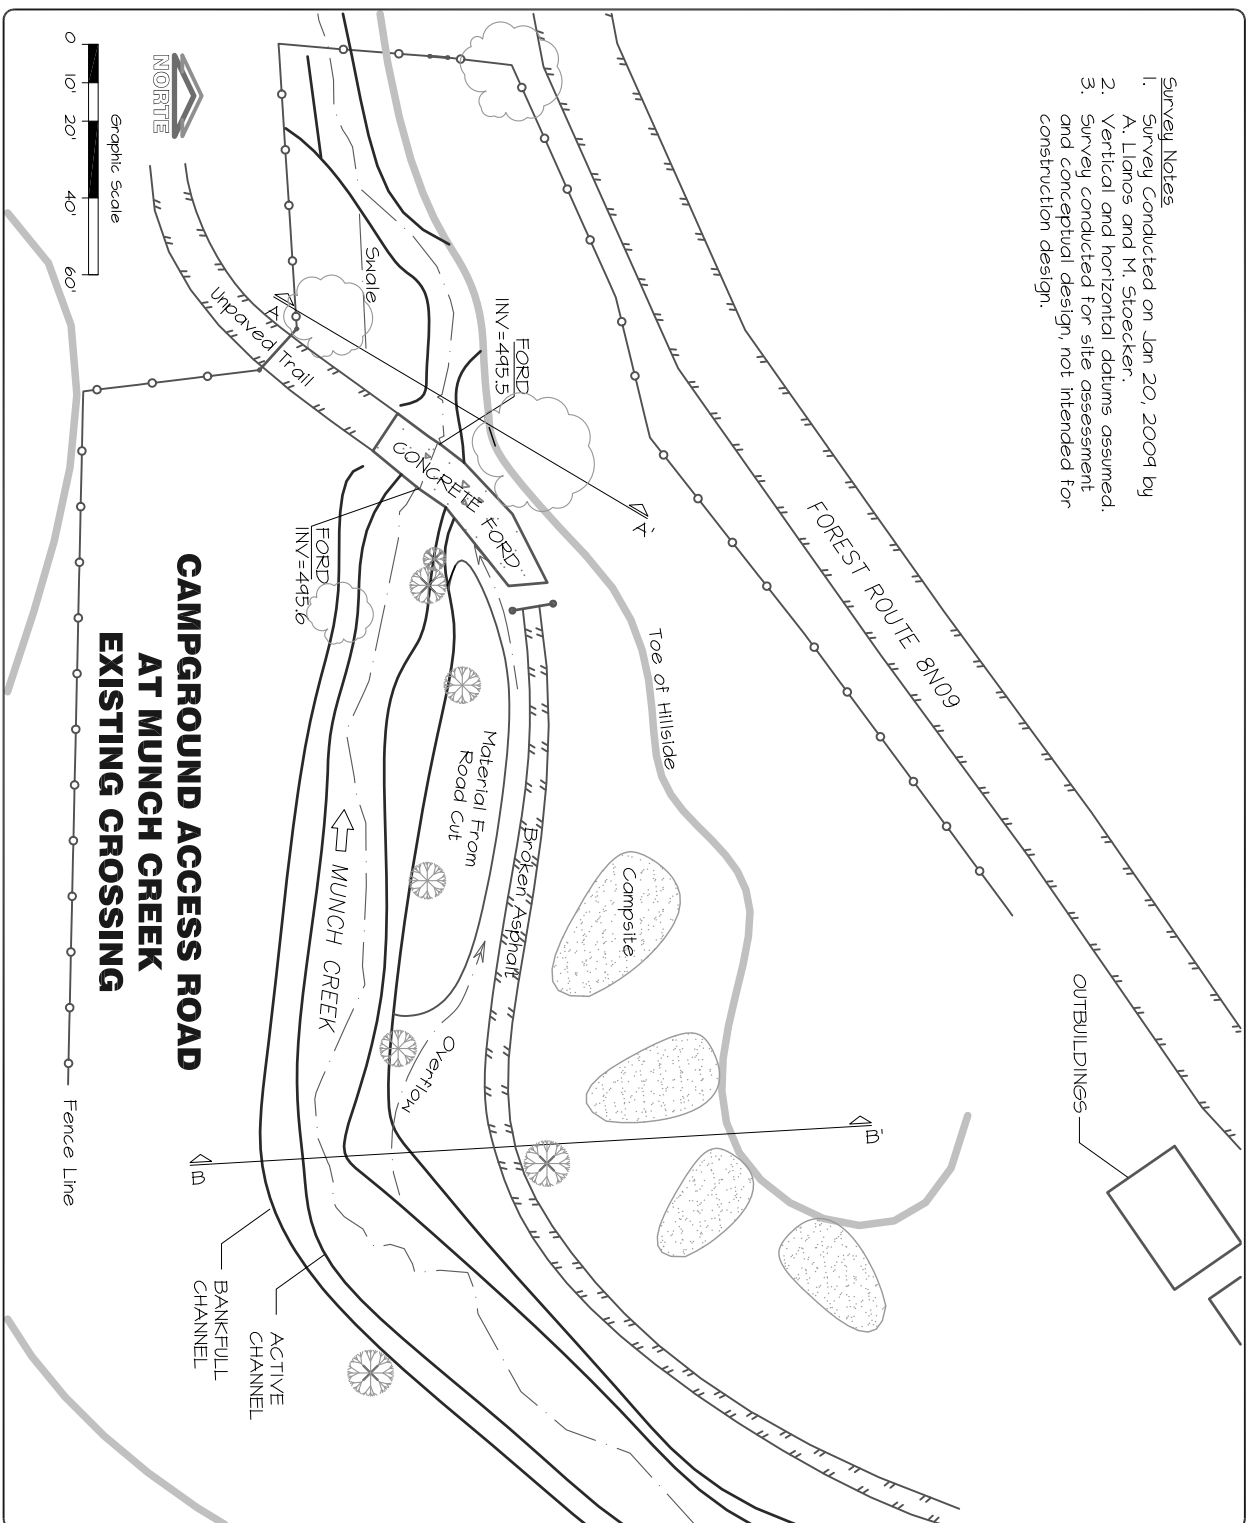 Survey Notes
1. Survey Conducted on Jan 20, 2009 by
A. Llanos and M. Stoecker.
2. Vertical and horizontal datums assumed.
3. Survey conducted for site assessment
and conceptual design, not intended for
construction design.
FOREST ROUTE 8N09
OUTBUILDINGS
Toe of Hillside
A'
B'
Campsite
FORD
INV=495.5
Broken Asphalt
CONCRETE FORD
Material From
Road Cut
Overflow
Swale
MUNCH CREEK
A
Unpaved Trail
FORD
INV=495.6
ACTIVE
CHANNEL
BANKFULL
CHANNEL
B
NORTE
Graphic Scale
0 10' 20' 40' 60'
CAMPGROUND ACCESS ROAD
AT MUNCH CREEK
EXISTING CROSSING
Fence Line